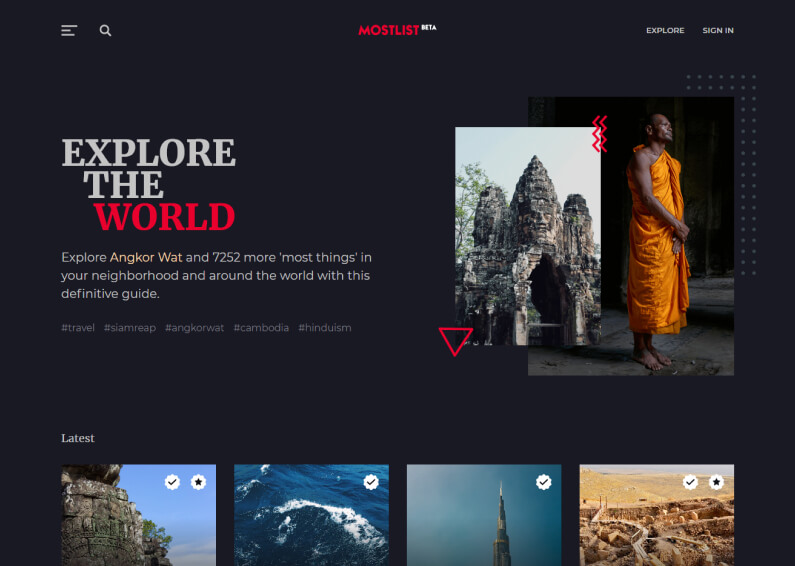 MOSTLIST BETA
EXPLORE SIGN IN
EXPLORE
THE
WORLD
Explore Angkor Wat and 7252 more 'most things' in
your neighborhood and around the world with this
definitive guide.
#travel #siamreap #angkorwat #cambodia #hinduism
Latest